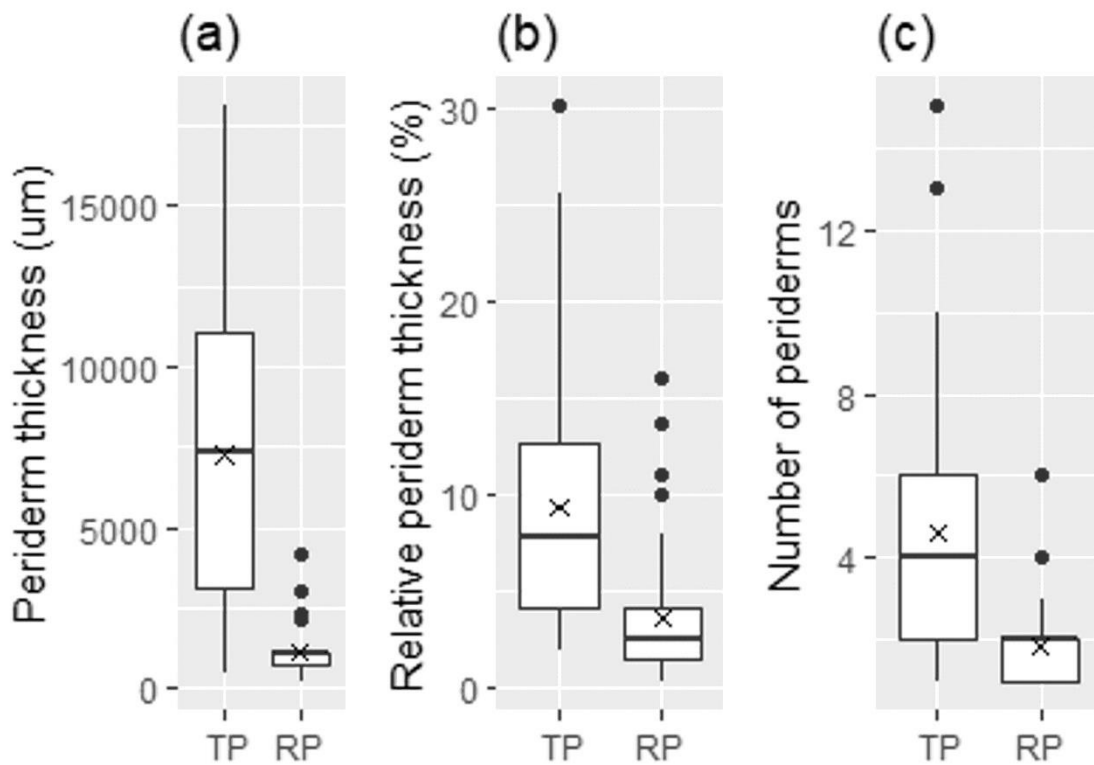 (a)
Periderm thickness (um)
15000
10000
5000
0
TP RP
(b)
Relative periderm thickness (%)
30
20
10
0
TP RP
(c)
Number of periderms
12
8
4
TP RP